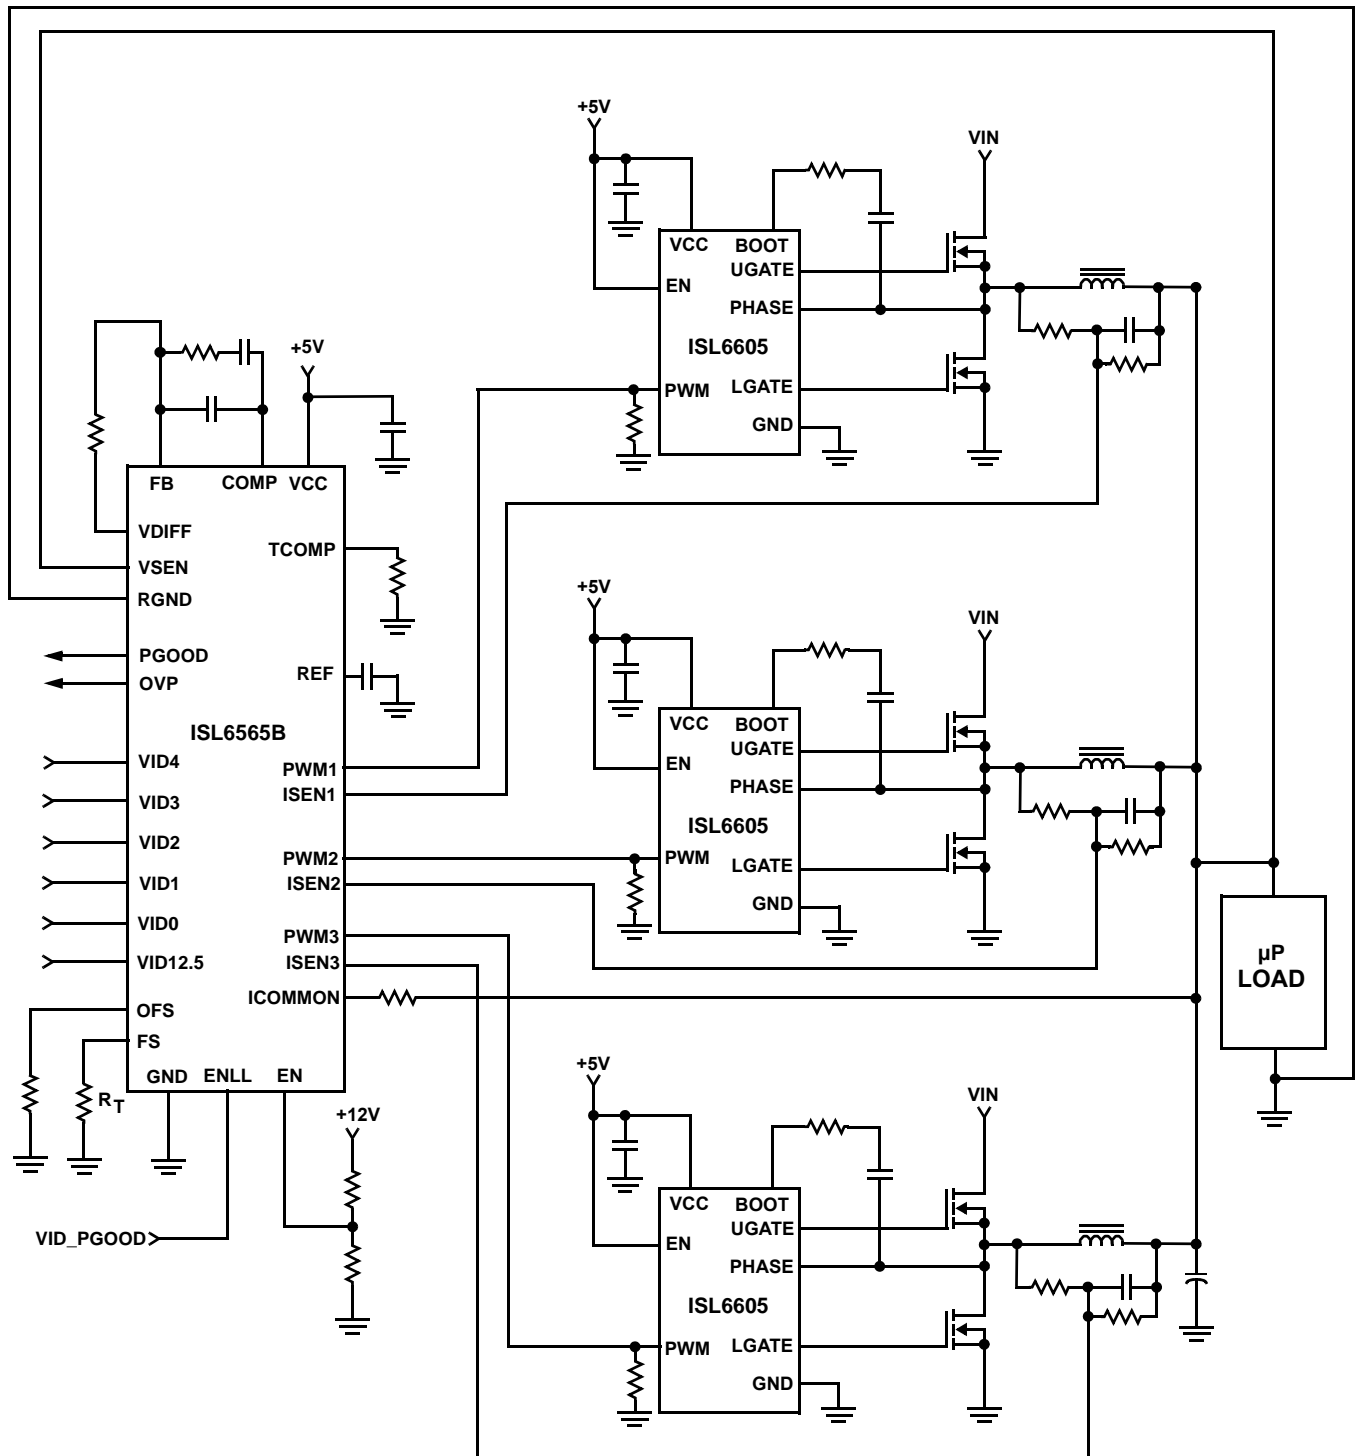 +5V
VIN
VCC
BOOT
UGATE
EN
PHASE
ISL6605
PWM
LGATE
GND
+5V
FB
COMP
VCC
VDIFF
TCOMP
VSEN
RGND
PGOOD
REF
OVP
ISL6565B
VID4
PWM1
ISEN1
VID3
VID2
PWM2
VID1
ISEN2
VID0
PWM3
VID12.5
ISEN3
ICOMMON
OFS
FS
GND
ENLL
EN
RT
+12V
VID_PGOOD
+5V
VIN
VCC
BOOT
UGATE
EN
PHASE
ISL6605
PWM
LGATE
GND
µP
LOAD
+5V
VIN
VCC
BOOT
UGATE
EN
PHASE
ISL6605
PWM
LGATE
GND